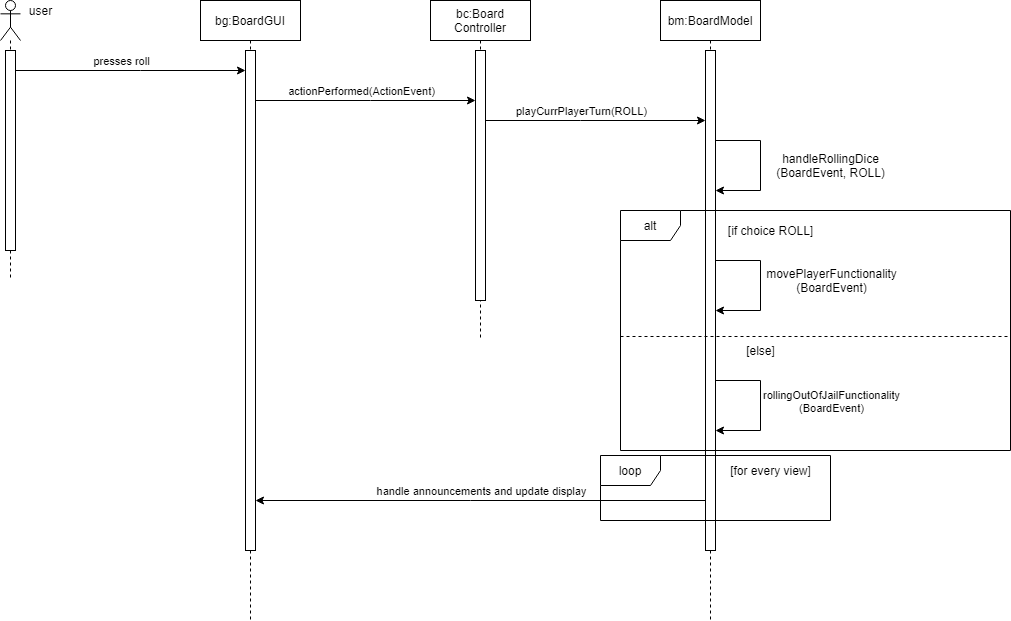 user
bg:BoardGUI
bc:Board
Controller
bm:BoardModel
presses roll
actionPerformed(ActionEvent)
playCurrPlayerTurn(ROLL)
handleRollingDice
(BoardEvent, ROLL)
alt
[if choice ROLL]
movePlayerFunctionality
(BoardEvent)
[else]
rollingOutOfJailFunctionality
(BoardEvent)
loop
[for every view]
handle announcements and update display